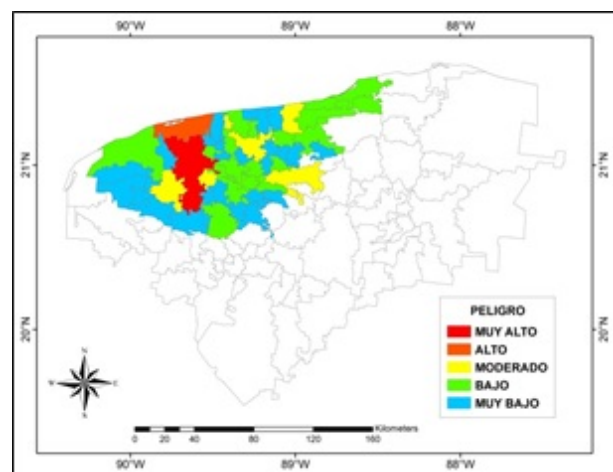 90°W 89°W 88°W
21°N 21°N
20°N 20°N
PELIGRO
MUY ALTO
ALTO
MODERADO
BAJO
MUY BAJO
N
W E
S
Kilometers
0 10 20 40 80 120 160
90°W 89°W 88°W